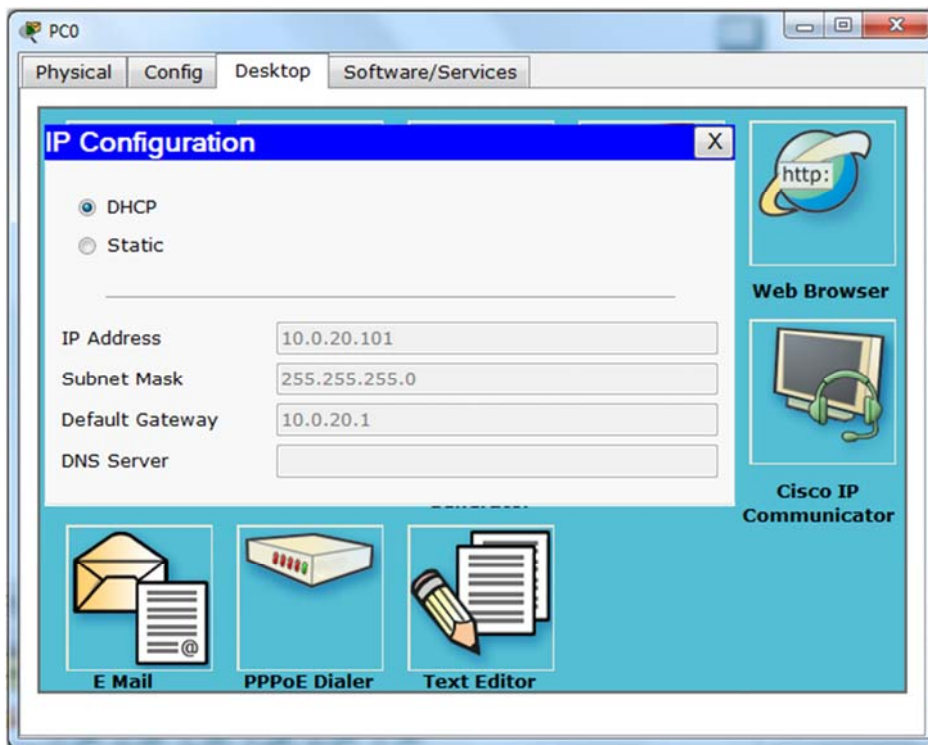 PC0
Physical Config Desktop Software/Services
IP Configuration X
http:
DHCP
Static
Web Browser
IP Address 10.0.20.101
Subnet Mask 255.255.255.0
Default Gateway 10.0.20.1
DNS Server
Cisco IP
Communicator
@
E Mail PPPoE Dialer Text Editor